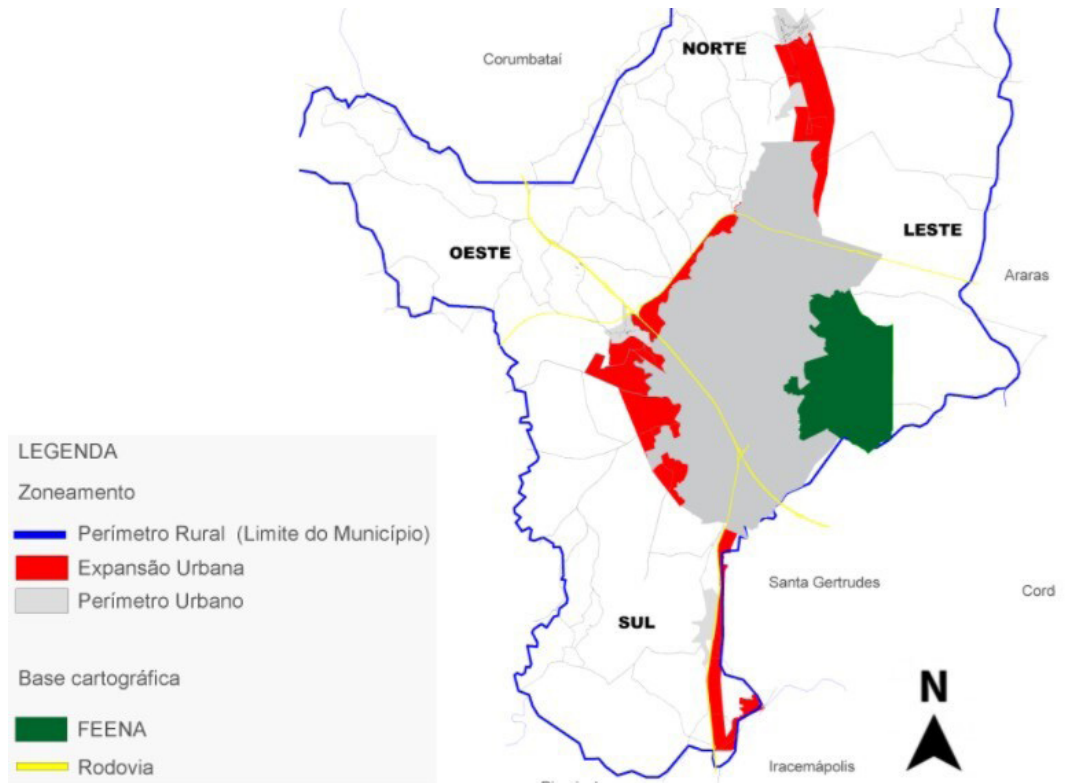 Corumbataí
NORTE
OESTE
LESTE
Araras
LEGENDA
Zoneamento
Perímetro Rural (Limite do Município)
Expansão Urbana
Perímetro Urbano
Santa Gertrudes
Cord
SUL
Base cartográfica
FEENA
Rodovia
N
Iracemápolis